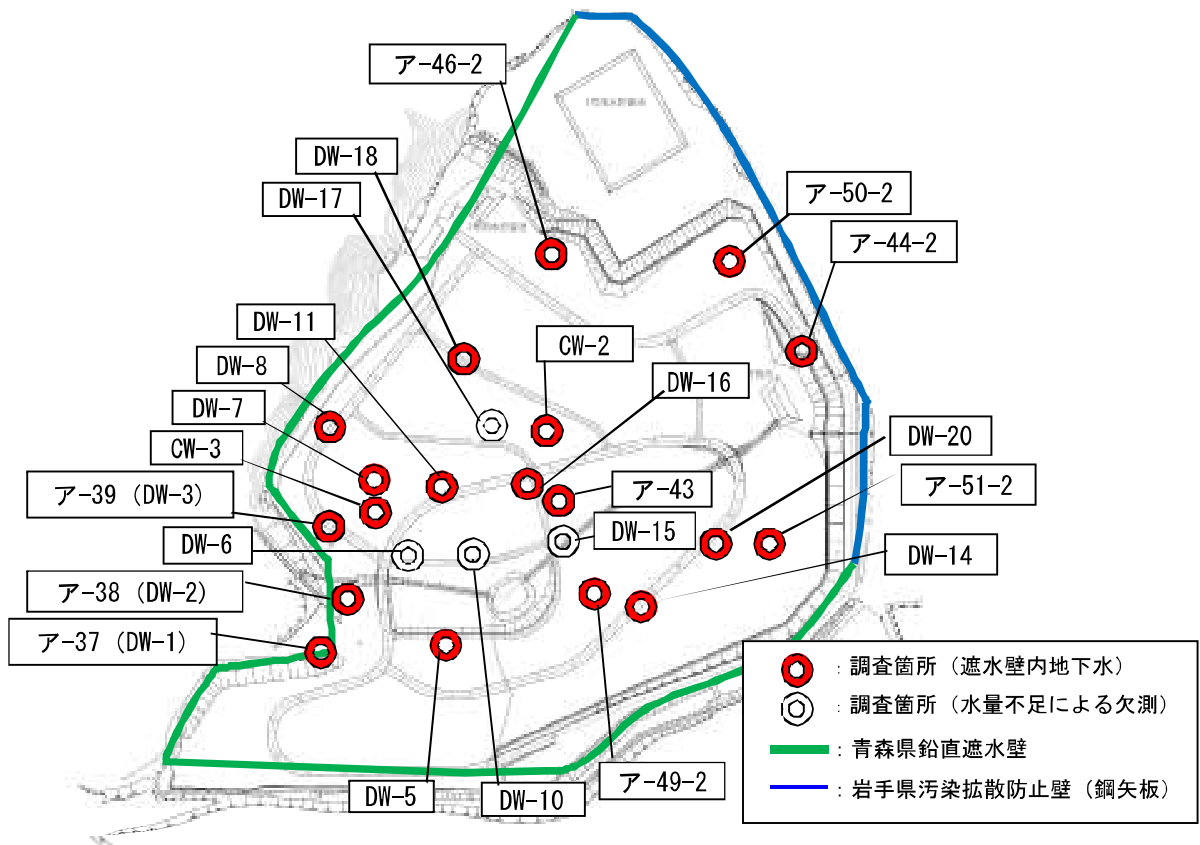 ア-46-2
DW-18
DW-17
ア-50-2
ア-44-2
DW-11
CW-2
DW-8
DW-16
DW-7
DW-20
CW-3
ア-51-2
ア-39（DW-3）
ア-43
DW-6
DW-15
DW-14
ア-38（DW-2）
ア-37（DW-1）
DW-5
DW-10
ア-49-2
：調査箇所（遮水壁内地下水）
：調査箇所（水量不足による欠測）
：青森県鉛直遮水壁
：岩手県汚染拡散防止壁（鋼矢板）